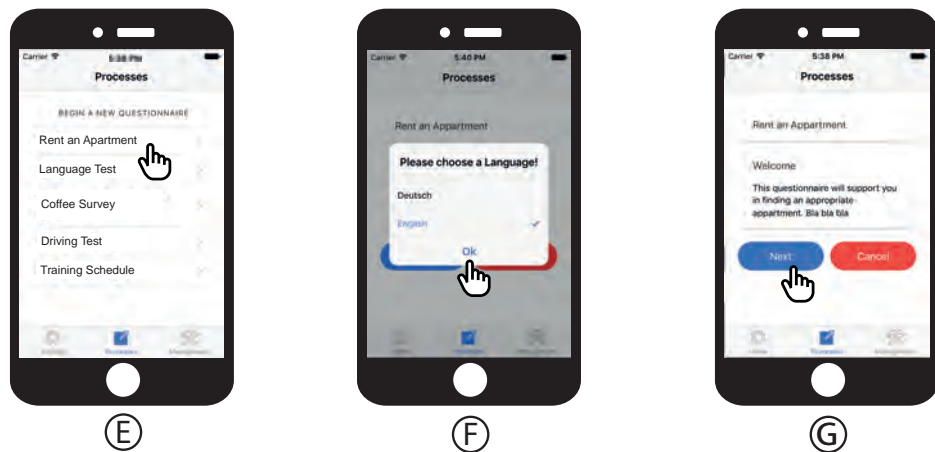 Carrier
5:38 PM
Processes
BEGIN A NEW QUESTIONNAIRE
Rent an Apartment
Language Test
Coffee Survey
Driving Test
Training Schedule
Processes
Management
E
Carrier
5:40 PM
Processes
Rent an Appartment
Please choose a Language!
Deutsch
English
Ok
Processes
F
Carrier
5:38 PM
Processes
Rent an Appartment
Welcome
This questionnaire will support you
in finding an appropriate
appartment. Bla bla bla
Next
Cancel
Processes
Management
G